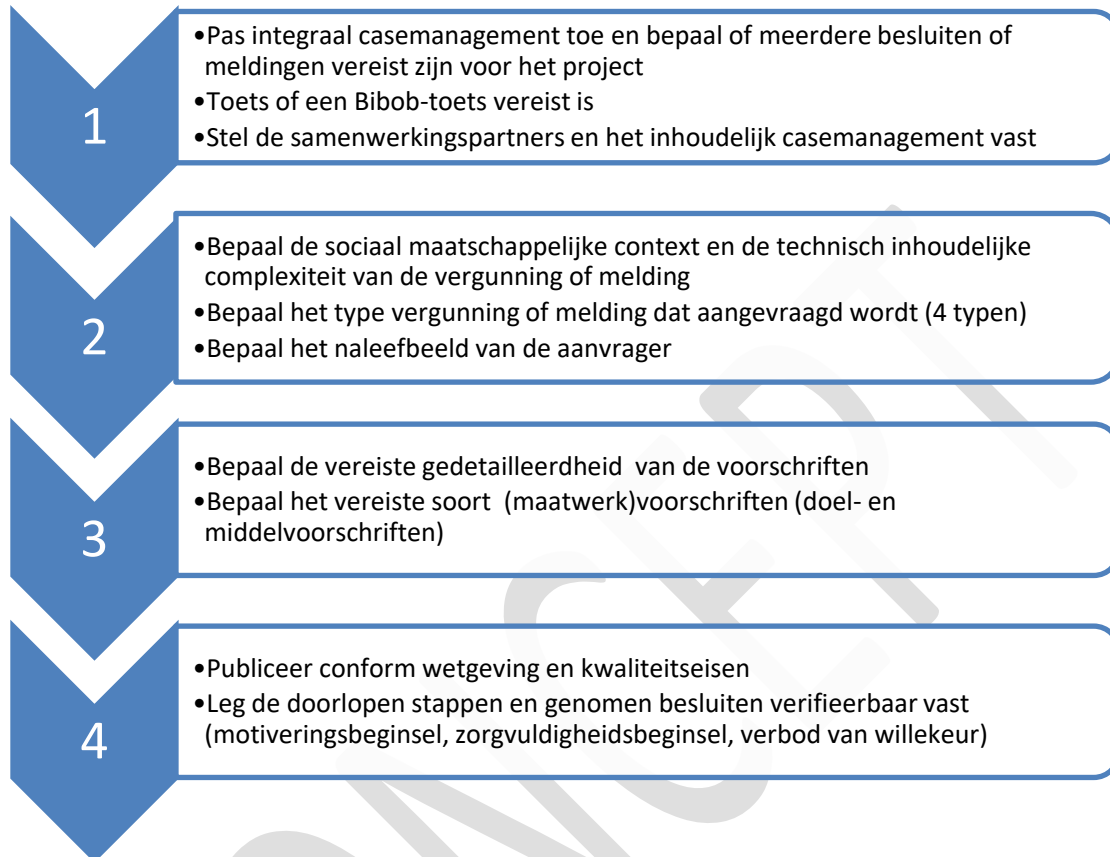 1
•Pas integraal casemanagement toe en bepaal of meerdere besluiten of
meldingen vereist zijn voor het project
•Toets of een Bibob-toets vereist is
•Stel de samenwerkingspartners en het inhoudelijk casemanagement vast
2
•Bepaal de sociaal maatschappelijke context en de technisch inhoudelijke
complexiteit van de vergunning of melding
•Bepaal het type vergunning of melding dat aangevraagd wordt (4 typen)
•Bepaal het naleefbeeld van de aanvrager
3
•Bepaal de vereiste gedetailleerdheid  van de voorschriften
•Bepaal het vereiste soort  (maatwerk)voorschriften (doel- en
middelvoorschriften)
4
•Publiceer conform wetgeving en kwaliteitseisen
•Leg de doorlopen stappen en genomen besluiten verifieerbaar vast
(motiveringsbeginsel, zorgvuldigheidsbeginsel, verbod van willekeur)
CONCEPT